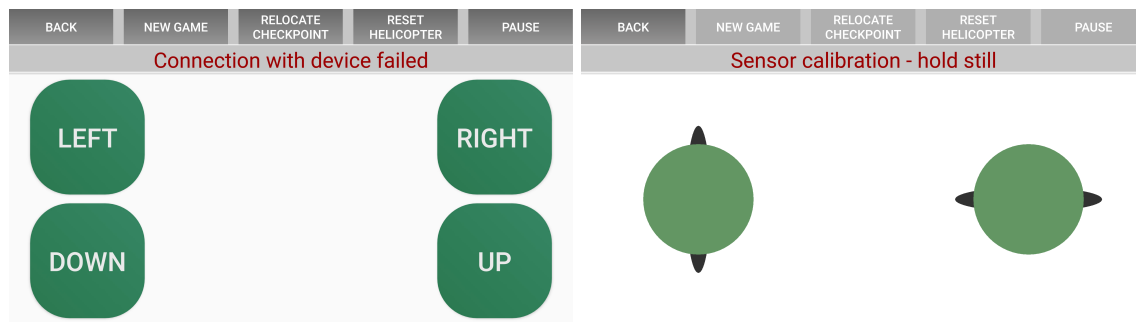 BACK
NEW GAME
RELOCATE
CHECKPOINT
RESET
HELICOPTER
PAUSE
Connection with device failed
LEFT
RIGHT
DOWN
UP
BACK
NEW GAME
RELOCATE
CHECKPOINT
RESET
HELICOPTER
PAUSE
Sensor calibration - hold still